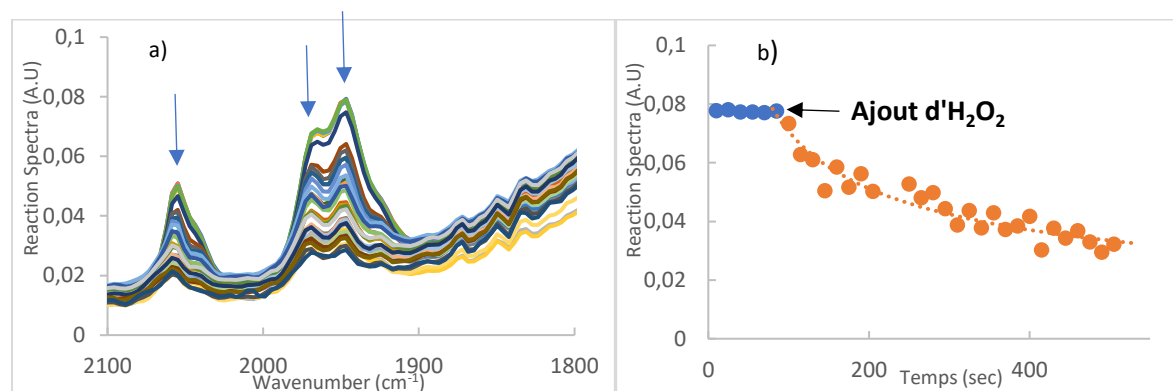 a)
Reaction Spectra (A.U)
0,1
0,08
0,06
0,04
0,02
0
2100
2000
1900
1800
Wavenumber (cm⁻¹)
b)
Reaction Spectra (A.U)
0,1
0,08
0,06
0,04
0,02
0
Ajout d'H₂O₂
0
200
400
Temps (sec)